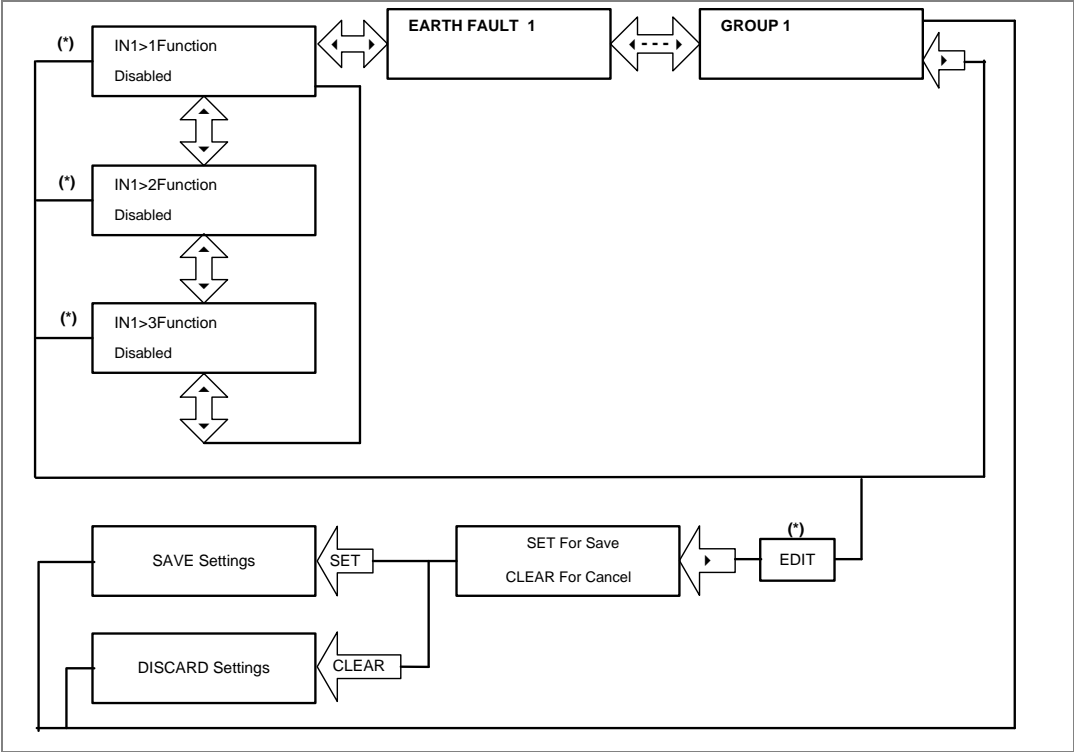 EARTH FAULT 1
GROUP 1
(*)
IN1>1Function
Disabled
(*)
IN1>2Function
Disabled
(*)
IN1>3Function
Disabled
SAVE Settings
SET
SET For Save
CLEAR For Cancel
(*)
EDIT
DISCARD Settings
CLEAR